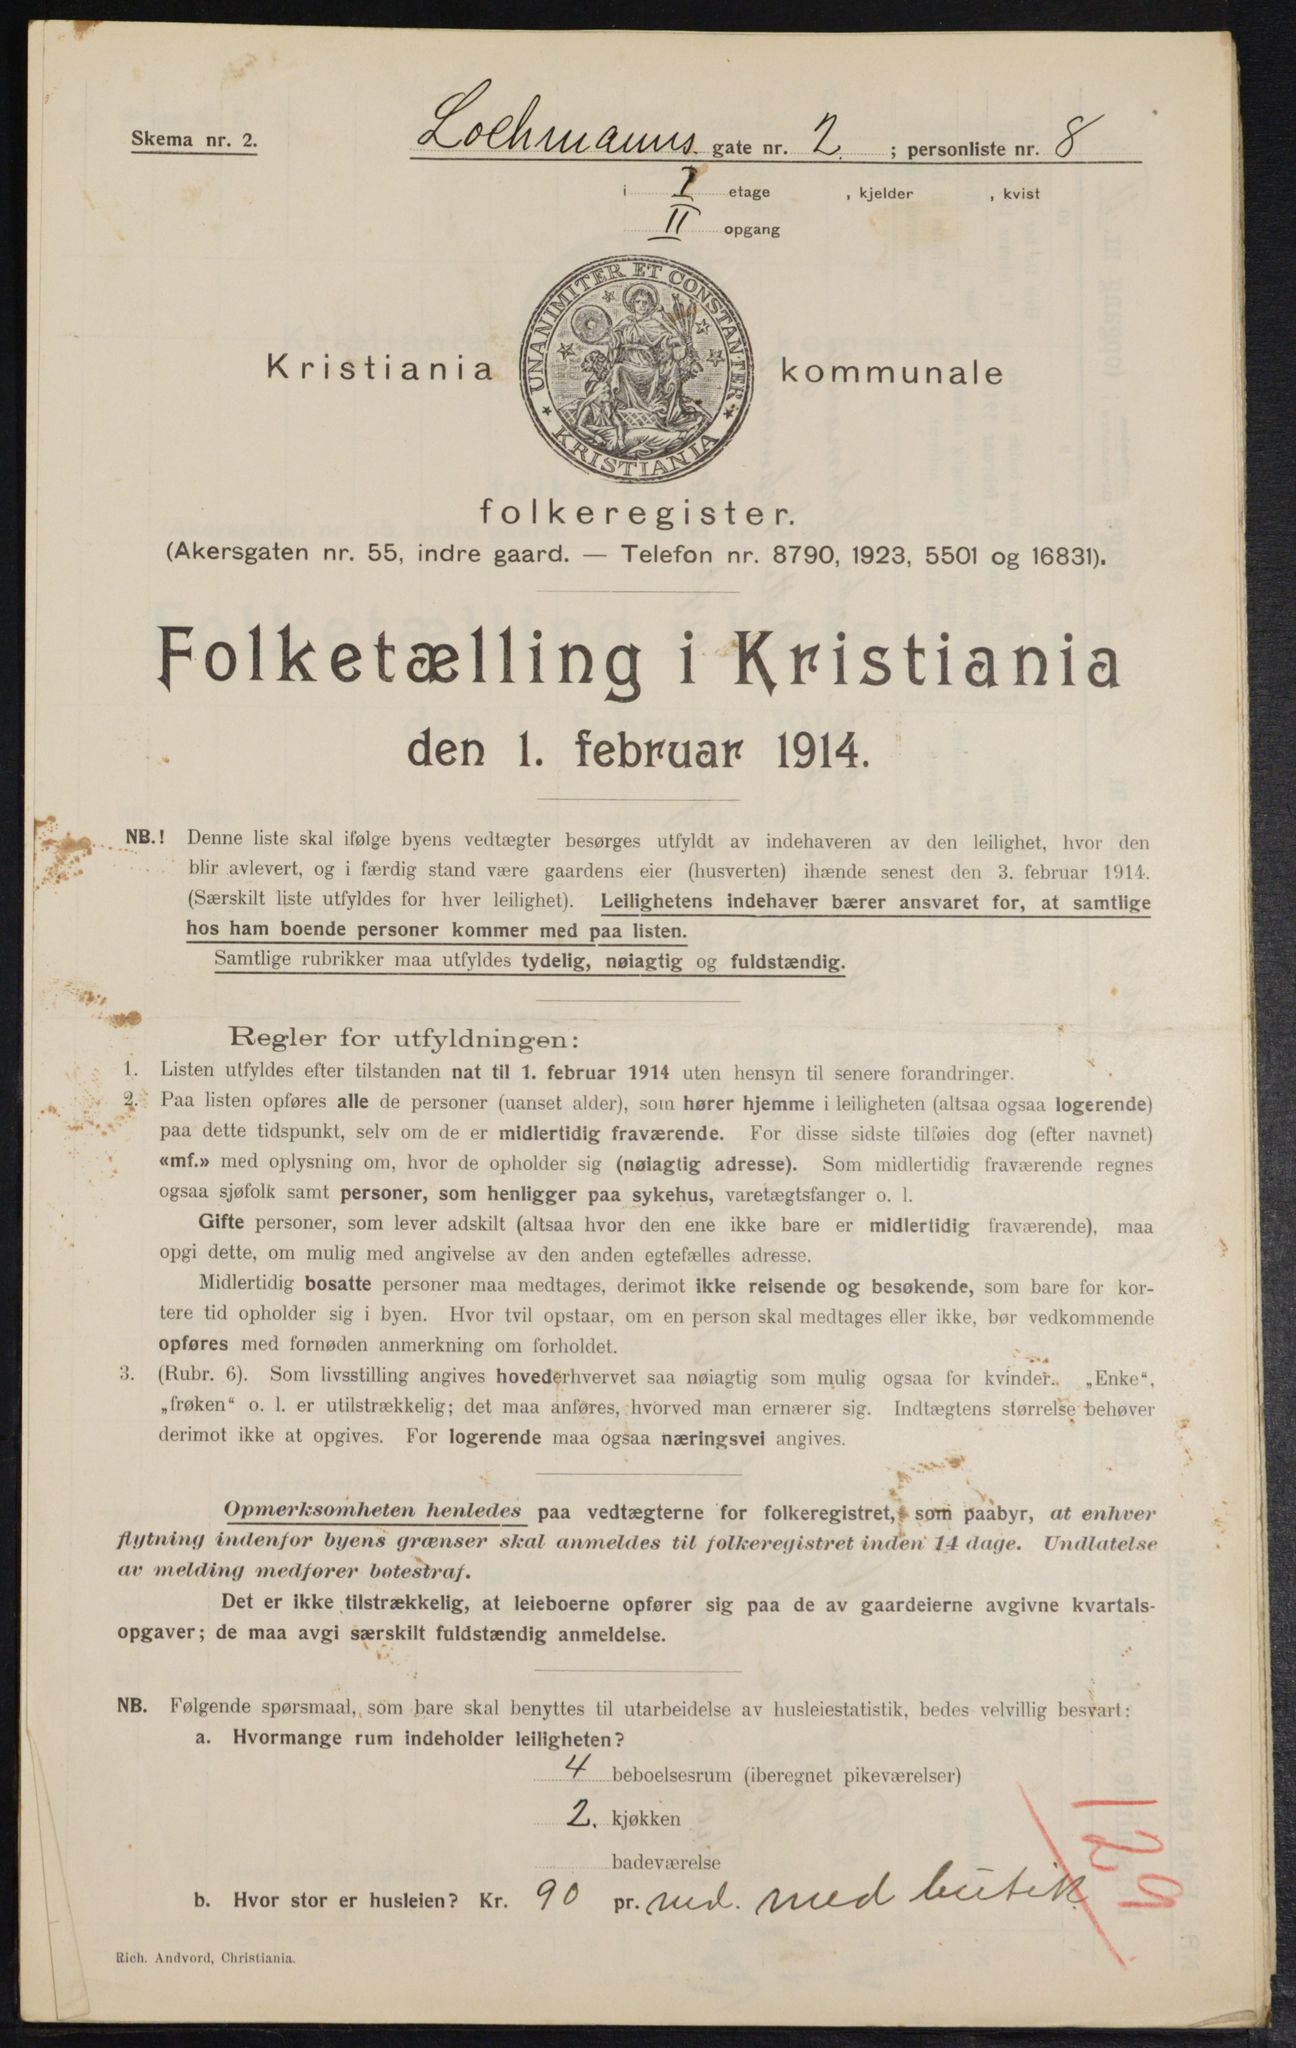 Skema nr. 2.
Lochmanns gate nr. 2. ; personliste nr. 8
i I etage , kjelder , kvist
II opgang
UNANIMITER ET CONSTANTER
KRISTIANIA
Kristiania kommunale
folkeregister.
(Akersgaten nr. 55, indre gaard. — Telefon nr. 8790, 1923, 5501 og 16831).
Folketælling i Kristiania
den 1. februar 1914.
NB.! Denne liste skal ifølge byens vedtægter besørges utfyldt av indehaveren av den leilighet, hvor den
blir avlevert, og i færdig stand være gaardens eier (husverten) ihænde senest den 3. februar 1914.
(Særskilt liste utfyldes for hver leilighet). Leilighetens indehaver bærer ansvaret for, at samtlige
hos ham boende personer kommer med paa listen.
Samtlige rubrikker maa utfyldes tydelig, nøiagtig og fuldstændig.
Regler for utfyldningen:
1. Listen utfyldes efter tilstanden nat til 1. februar 1914 uten hensyn til senere forandringer.
2. Paa listen opføres alle de personer (uanset alder), som hører hjemme i leiligheten (altsaa ogsaa logerende)
paa dette tidspunkt, selv om de er midlertidig fraværende. For disse sidste tilføies dog (efter navnet)
«mf.» med oplysning om, hvor de opholder sig (nøiagtig adresse). Som midlertidig fraværende regnes
ogsaa sjøfolk samt personer, som henligger paa sykehus, varetægtsfanger o. l.
Gifte personer, som lever adskilt (altsaa hvor den ene ikke bare er midlertidig fraværende), maa
opgi dette, om mulig med angivelse av den anden egtefælles adresse.
Midlertidig bosatte personer maa medtages, derimot ikke reisende og besøkende, som bare for kor-
tere tid opholder sig i byen. Hvor tvil opstaar, om en person skal medtages eller ikke, bør vedkommende
opføres med fornøden anmerkning om forholdet.
3. (Rubr. 6). Som livsstilling angives hovederhvervet saa nøiagtig som mulig ogsaa for kvinder. „Enke“,
„frøken“ o. l. er utilstrækkelig; det maa anføres, hvorved man ernærer sig. Indtægtens størrelse behøver
derimot ikke at opgives. For logerende maa ogsaa næringsvei angives.
Opmerksomheten henledes paa vedtægterne for folkeregistret, som paabyr, at enhver
flytning indenfor byens grænser skal anmeldes til folkeregistret inden 14 dage. Undlatelse
av melding medfører bøtestraf.
Det er ikke tilstrækkelig, at leieboerne opfører sig paa de av gaardeierne avgivne kvartals-
opgaver; de maa avgi særskilt fuldstændig anmeldelse.
NB. Følgende spørsmaal, som bare skal benyttes til utarbeidelse av husleiestatistik, bedes velvillig besvart:
a. Hvormange rum indeholder leiligheten?
4 beboelsesrum (iberegnet pikeværelser)
2. kjøkken
badeværelse
b. Hvor stor er husleien? Kr. 90 pr. md. med butik
129
Rich. Andvord, Christiania.